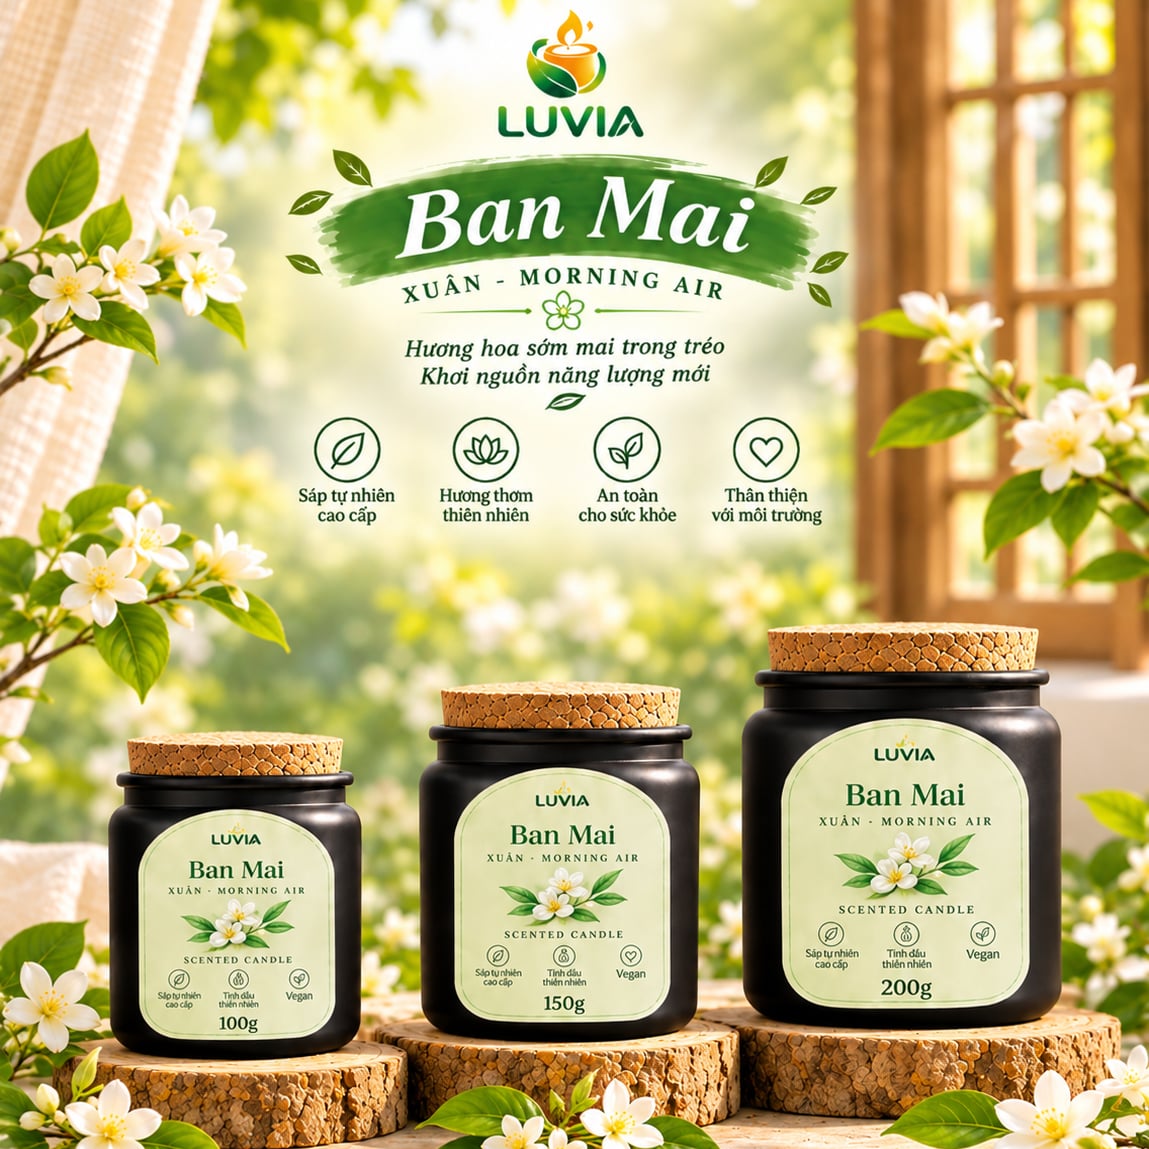 LUVIA
Ban Mai
XUÂN - MORNING AIR
Hương hoa sớm mai trong tréo
Khơi nguồn năng lượng mới
Sáp tự nhiên
cao cấp
Hương thơm
thiên nhiên
An toàn
cho sức khỏe
Thân thiện
với môi trường
LUVIA
Ban Mai
XUÂN - MORNING AIR
SCENTED CANDLE
Sáp tự nhiên
cao cấp
Tinh dầu
thiên nhiên
Vegan
100g
LUVIA
Ban Mai
XUÂN - MORNING AIR
SCENTED CANDLE
Sáp tự nhiên
cao cấp
Tinh dầu
thiên nhiên
Vegan
150g
LUVIA
Ban Mai
XUÂN - MORNING AIR
SCENTED CANDLE
Sáp tự nhiên
cao cấp
Tinh dầu
thiên nhiên
Vegan
200g